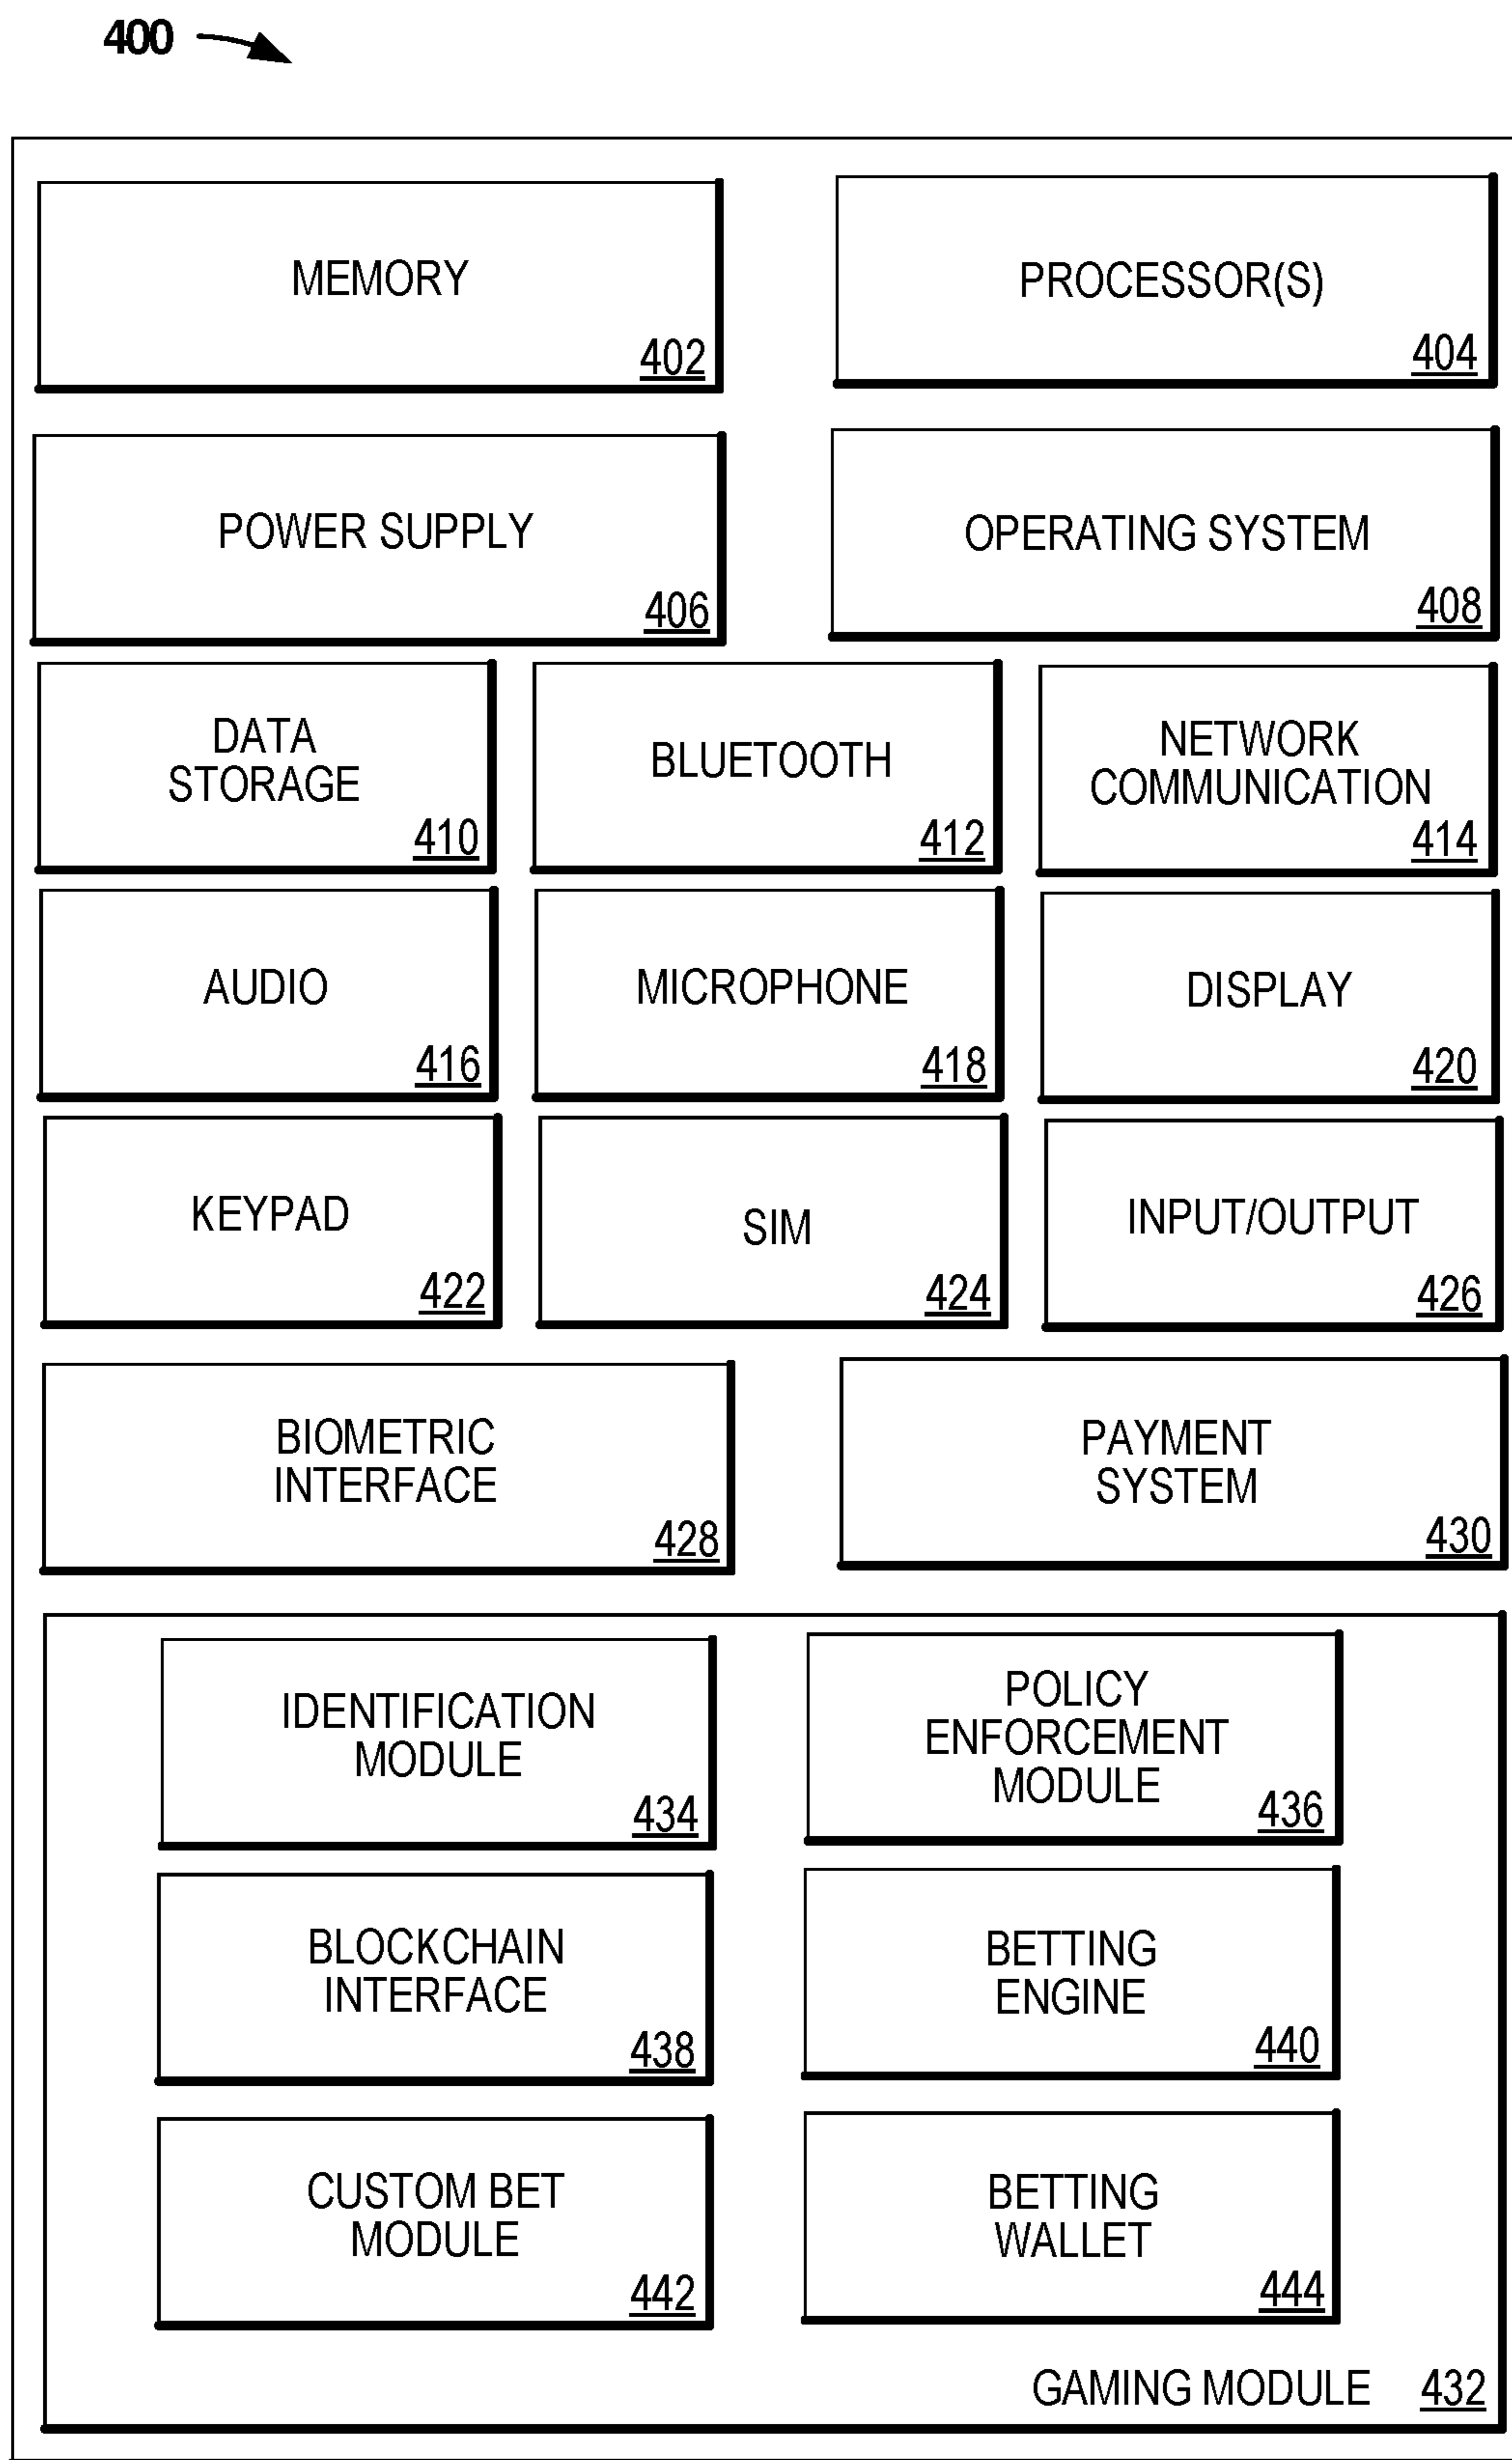 400
MEMORY
402
PROCESSOR(S)
404
POWER SUPPLY
406
OPERATING SYSTEM
408
DATA
STORAGE
410
BLUETOOTH
412
NETWORK
COMMUNICATION
414
AUDIO
416
MICROPHONE
418
DISPLAY
420
KEYPAD
422
SIM
424
INPUT/OUTPUT
426
BIOMETRIC
INTERFACE
428
PAYMENT
SYSTEM
430
IDENTIFICATION
MODULE
434
POLICY
ENFORCEMENT
MODULE
436
BLOCKCHAIN
INTERFACE
438
BETTING
ENGINE
440
CUSTOM BET
MODULE
442
BETTING
WALLET
444
GAMING MODULE 432